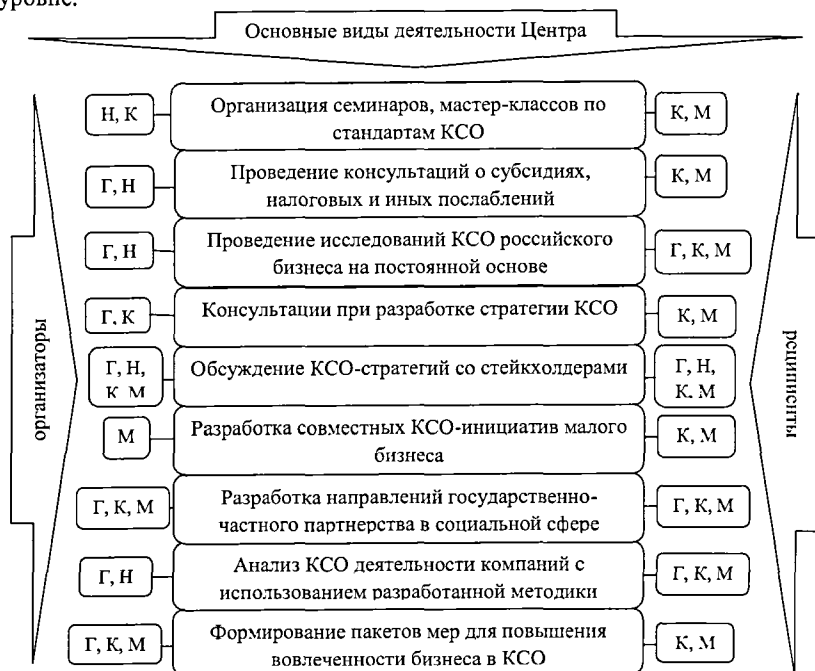 уровне.
Основные виды деятельности Центра
Н, К
Организация семинаров, мастер-классов по
стандартам КСО
К, М
Г, Н
Проведение консультаций о субсидиях,
налоговых и иных послаблений
К, М
Г, Н
Проведение исследований КСО российского
бизнеса на постоянной основе
Г, К, М
Г, К
Консультации при разработке стратегии КСО
К, М
Г, Н,
К, М
Обсуждение КСО-стратегий со стейкхолдерами
Г, Н,
К, М
М
Разработка совместных КСО-инициатив малого
бизнеса
К, М
Г, К, М
Разработка направлений государственно-
частного партнерства в социальной сфере
Г, К, М
Г, Н
Анализ КСО деятельности компаний с
использованием разработанной методики
Г, К, М
Г, К, М
Формирование пакетов мер для повышения
вовлеченности бизнеса в КСО
К, М
организаторы
реципиенты